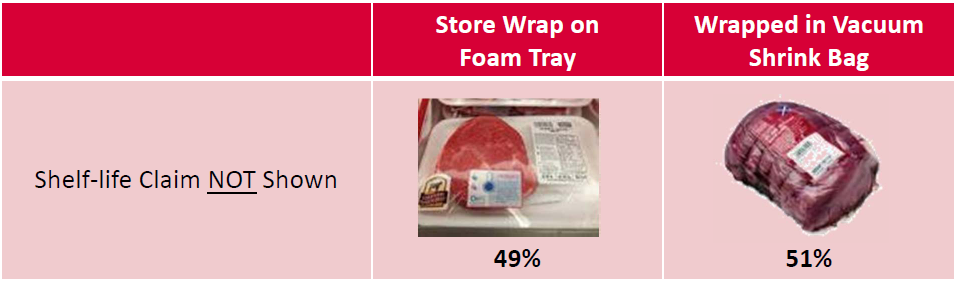 Store Wrap on
Foam Tray
Wrapped in Vacuum
Shrink Bag
Shelf-life Claim NOT Shown
49%
51%